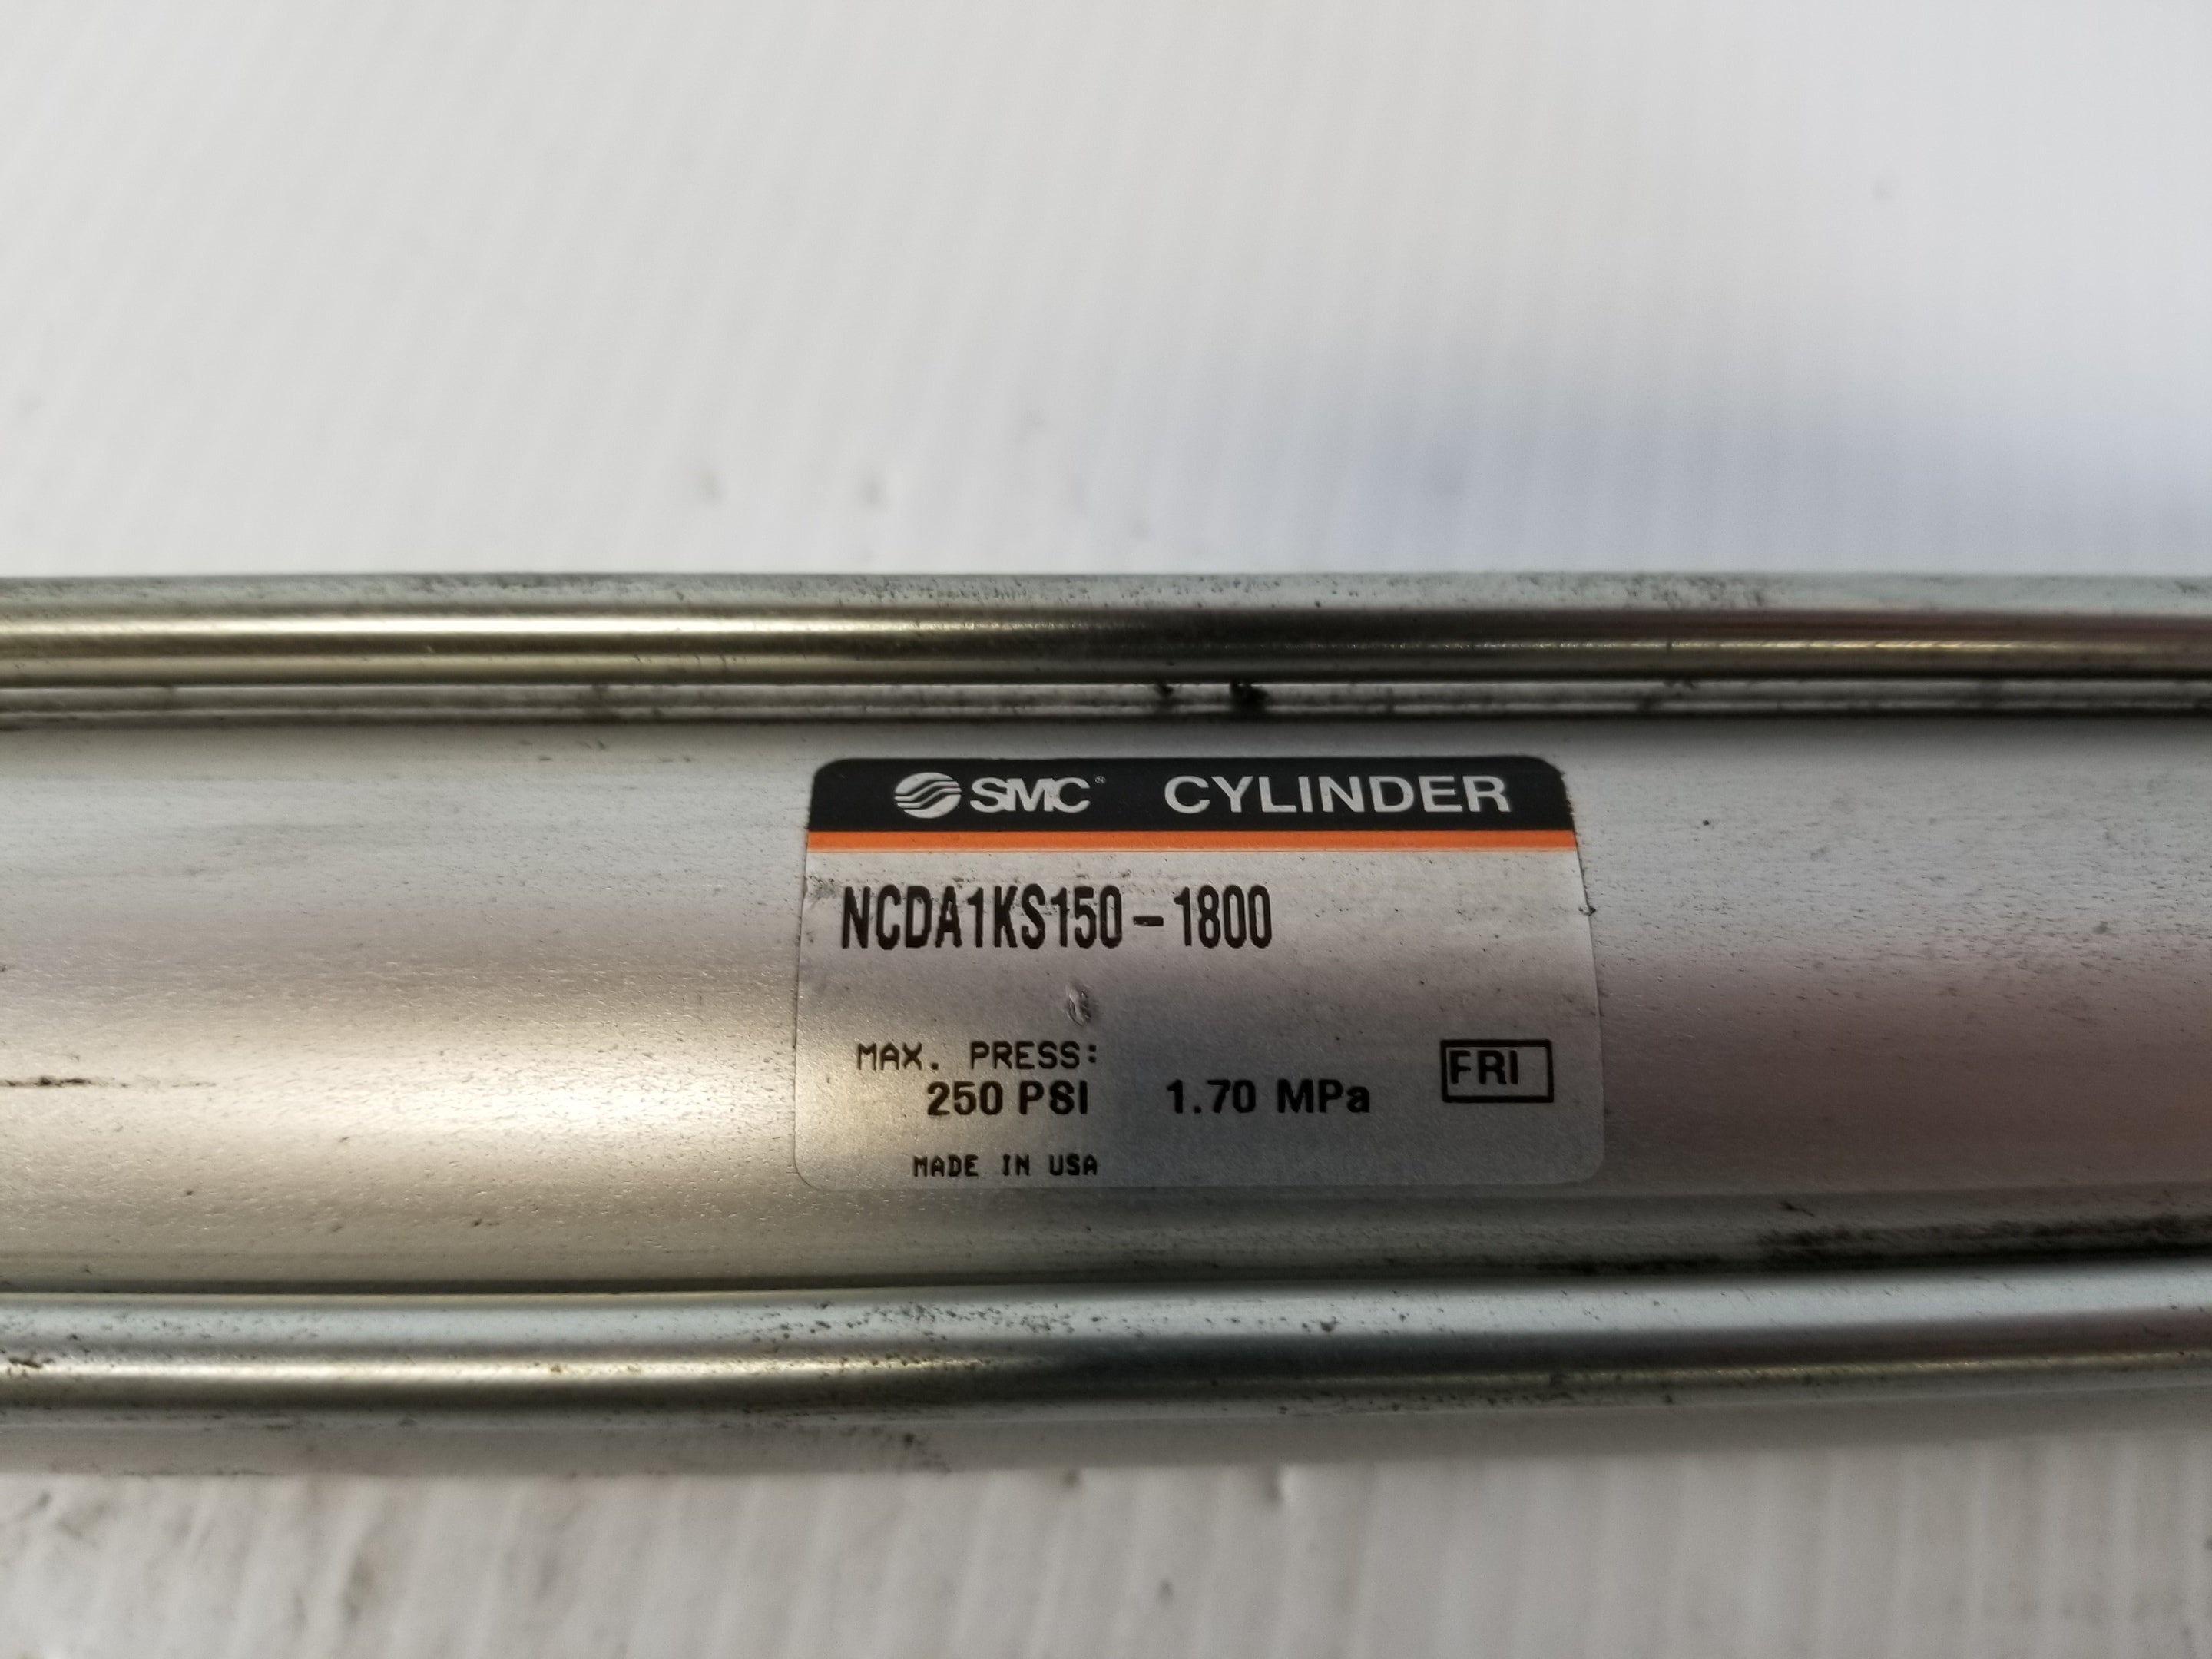 SMC® CYLINDER
NCDA1KS150-1800
MAX. PRESS:
250 PSI 1.70 MPa FRI
MADE IN USA